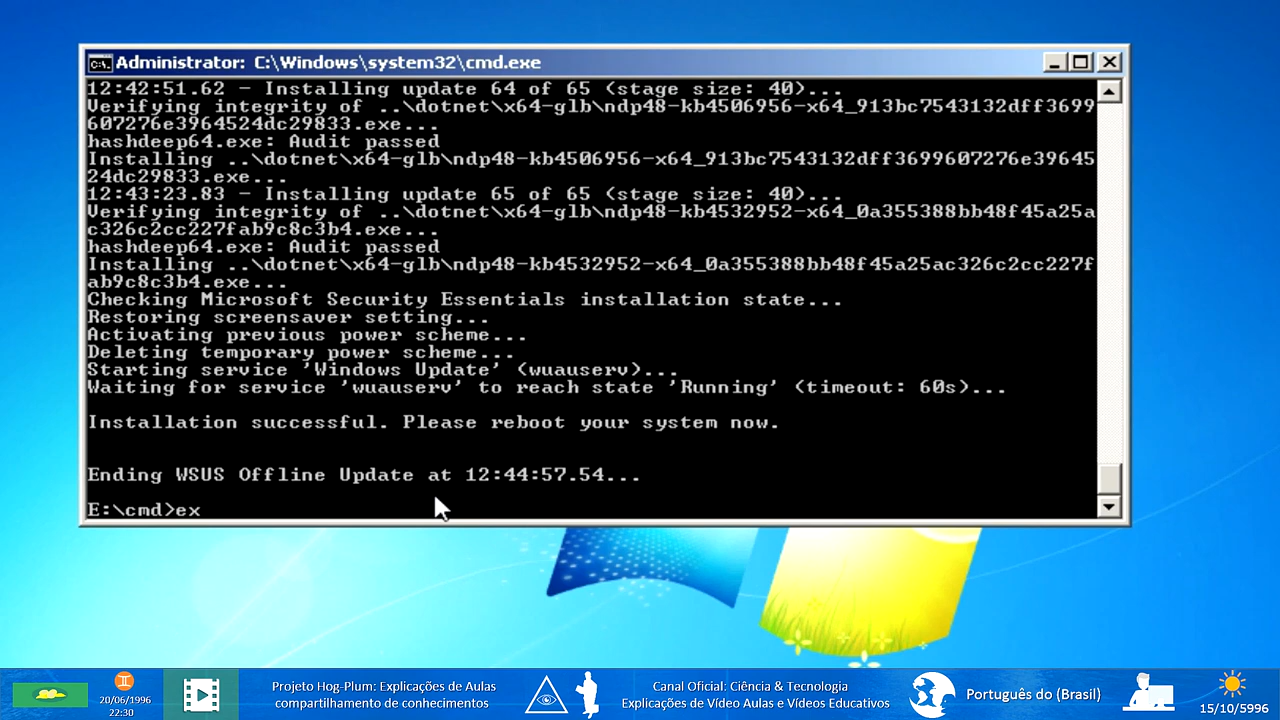 Administrator: C:\Windows\system32\cmd.exe
12:42:51.62 - Installing update 64 of 65 (stage size: 40)...
Verifying integrity of ..\dotnet\x64-glb\ndp48-kb4506956-x64_913bc7543132dff3699
607276e3964524dc29833.exe...
hashdeep64.exe: Audit passed
Installing ..\dotnet\x64-glb\ndp48-kb4506956-x64_913bc7543132dff3699607276e39645
24dc29833.exe...
12:43:23.83 - Installing update 65 of 65 (stage size: 40)...
Verifying integrity of ..\dotnet\x64-glb\ndp48-kb4532952-x64_0a355388bb48f45a25a
c326c2cc227fab9c8c3b4.exe...
hashdeep64.exe: Audit passed
Installing ..\dotnet\x64-glb\ndp48-kb4532952-x64_0a355388bb48f45a25ac326c2cc227f
ab9c8c3b4.exe...
Checking Microsoft Security Essentials installation state...
Restoring screensaver setting...
Activating previous power scheme...
Deleting temporary power scheme...
Starting service 'Windows Update' (wuauserv)...
Waiting for service 'wuauserv' to reach state 'Running' (timeout: 60s)...
Installation successful. Please reboot your system now.
Ending WSUS Offline Update at 12:44:57.54...
E:\cmd>ex
20/06/1996
22:30
Projeto Hog-Plum: Explicações de Aulas
compartilhamento de conhecimentos
Canal Oficial: Ciência & Tecnologia
Explicações de Vídeo Aulas e Vídeos Educativos
Português do (Brasil)
15/10/5996